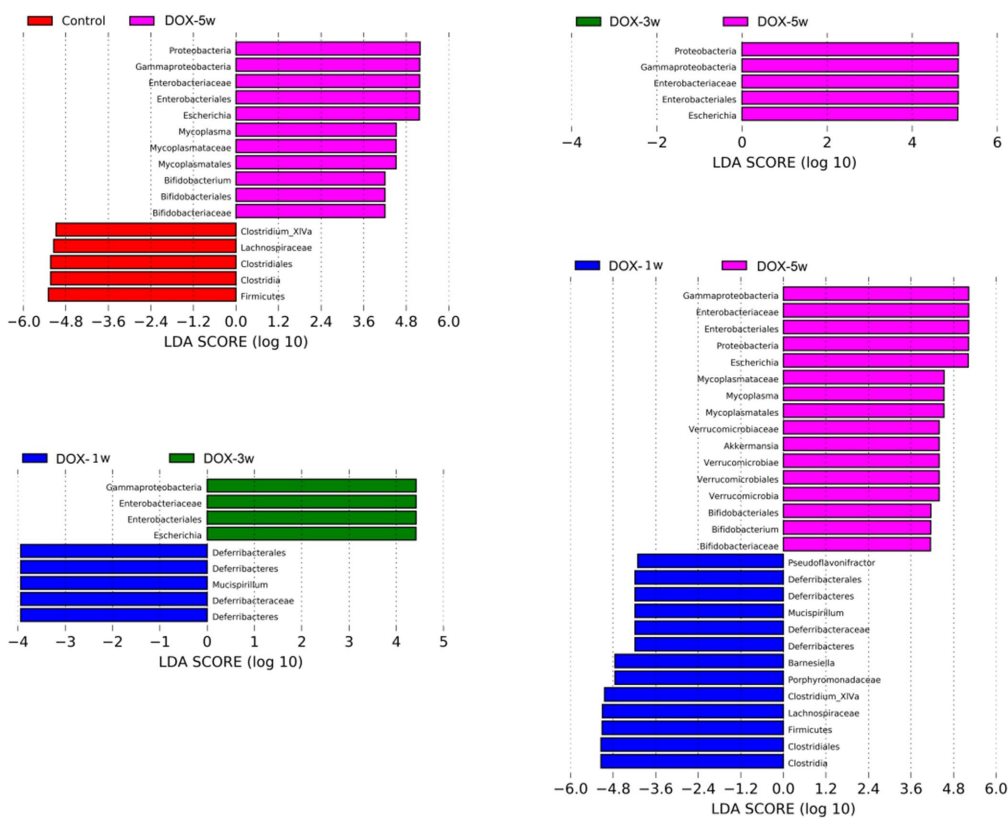 Control DOX-5w
Proteobacteria
Gammaproteobacteria
Enterobacteriaceae
Enterobacteriales
Escherichia
Mycoplasma
Mycoplasmataceae
Mycoplasmatales
Bifidobacterium
Bifidobacteriales
Bifidobacteriaceae
Clostridium_XlVa
Lachnospiraceae
Clostridiales
Clostridia
Firmicutes
−6.0 −4.8 −3.6 −2.4 −1.2 0.0 1.2 2.4 3.6 4.8 6.0
LDA SCORE (log 10)
DOX-3w DOX-5w
Proteobacteria
Gammaproteobacteria
Enterobacteriaceae
Enterobacteriales
Escherichia
−4 −2 0 2 4 6
LDA SCORE (log 10)
DOX-1w DOX-3w
Gammaproteobacteria
Enterobacteriaceae
Enterobacteriales
Escherichia
Deferribacterales
Deferribacteres
Mucispirillum
Deferribacteraceae
Deferribacteres
−4 −3 −2 −1 0 1 2 3 4 5
LDA SCORE (log 10)
DOX-1w DOX-5w
Gammaproteobacteria
Enterobacteriaceae
Enterobacteriales
Proteobacteria
Escherichia
Mycoplasmataceae
Mycoplasma
Mycoplasmatales
Verrucomicrobiaceae
Akkermansia
Verrucomicrobiae
Verrucomicrobiales
Verrucomicrobia
Bifidobacteriales
Bifidobacterium
Bifidobacteriaceae
Pseudoflavonifractor
Deferribacterales
Deferribacteres
Mucispirillum
Deferribacteraceae
Deferribacteres
Barnesiella
Porphyromonadaceae
Clostridium_XlVa
Lachnospiraceae
Firmicutes
Clostridiales
Clostridia
−6.0 −4.8 −3.6 −2.4 −1.2 0.0 1.2 2.4 3.6 4.8 6.0
LDA SCORE (log 10)